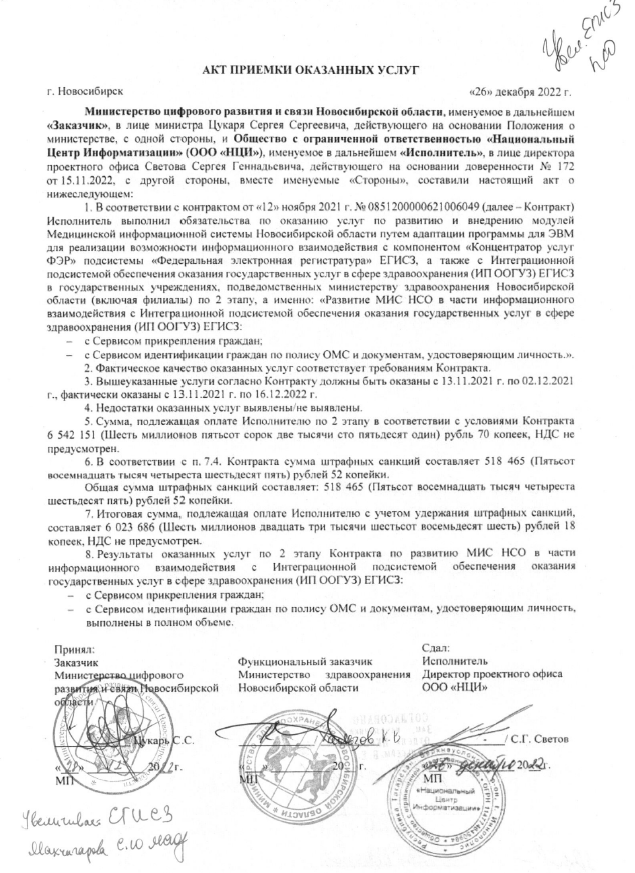 АКТ ПРИЕМКИ ОКАЗАННЫХ УСЛУГ
г. Новосибирск «26» декабря 2022 г.
Министерство цифрового развития и связи Новосибирской области, именуемое в дальнейшем
«Заказчик», в лице министра Цукаря Сергея Сергеевича, действующего на основании Положения о
министерстве, с одной стороны, и Общество с ограниченной ответственностью «Национальный
Центр Информатизации» (ООО «НЦИ»), именуемое в дальнейшем «Исполнитель», в лице директора
проектного офиса Светова Сергея Геннадьевича, действующего на основании доверенности № 172
от 15.11.2022, с другой стороны, вместе именуемые «Стороны», составили настоящий акт о
нижеследующем:
1. В соответствии с контрактом от «12» ноября 2021 г. № 0851200000621006049 (далее – Контракт)
Исполнитель выполнил обязательства по оказанию услуг по развитию и внедрению модулей
Медицинской информационной системы Новосибирской области путем адаптации программы для ЭВМ
для реализации возможности информационного взаимодействия с компонентом «Концентратор услуг
ФЭР» подсистемы «Федеральная электронная регистратура» ЕГИСЗ, а также с Интеграционной
подсистемой обеспечения оказания государственных услуг в сфере здравоохранения (ИП ООГУЗ) ЕГИСЗ
в государственных учреждениях, подведомственных министерству здравоохранения Новосибирской
области (включая филиалы) по 2 этапу, а именно: «Развитие МИС НСО в части информационного
взаимодействия с Интеграционной подсистемой обеспечения оказания государственных услуг в сфере
здравоохранения (ИП ООГУЗ) ЕГИСЗ:
– с Сервисом прикрепления граждан;
– с Сервисом идентификации граждан по полису ОМС и документам, удостоверяющим личность.».
2. Фактическое качество оказанных услуг соответствует требованиям Контракта.
3. Вышеуказанные услуги согласно Контракту должны быть оказаны с 13.11.2021 г. по 02.12.2021
г., фактически оказаны с 13.11.2021 г. по 16.12.2022 г.
4. Недостатки оказанных услуг выявлены/не выявлены.
5. Сумма, подлежащая оплате Исполнителю по 2 этапу в соответствии с условиями Контракта
6 542 151 (Шесть миллионов пятьсот сорок две тысячи сто пятьдесят один) рубль 70 копеек, НДС не
предусмотрен.
6. В соответствии с п. 7.4. Контракта сумма штрафных санкций составляет 518 465 (Пятьсот
восемнадцать тысяч четыреста шестьдесят пять) рублей 52 копейки.
Общая сумма штрафных санкций составляет: 518 465 (Пятьсот восемнадцать тысяч четыреста
шестьдесят пять) рублей 52 копейки.
7. Итоговая сумма, подлежащая оплате Исполнителю с учетом удержания штрафных санкций,
составляет 6 023 686 (Шесть миллионов двадцать три тысячи шестьсот восемьдесят шесть) рублей 18
копеек, НДС не предусмотрен.
8. Результаты оказанных услуг по 2 этапу Контракта по развитию МИС НСО в части
информационного взаимодействия с Интеграционной подсистемой обеспечения оказания
государственных услуг в сфере здравоохранения (ИП ООГУЗ) ЕГИСЗ:
– с Сервисом прикрепления граждан;
– с Сервисом идентификации граждан по полису ОМС и документам, удостоверяющим личность,
выполнены в полном объеме.
Принял: Сдал:
Заказчик Функциональный заказчик Исполнитель
Министерство цифрового Министерство здравоохранения Директор проектного офиса
развития и связи Новосибирской Новосибирской области ООО «НЦИ»
области
Цукарь С.С. К.В. / С.Г. Светов
2022г. 20 г. «26» декабря 2022г.
МП МП МП
«Национальный
Центр
Информатизации»
ЕГИСЗ